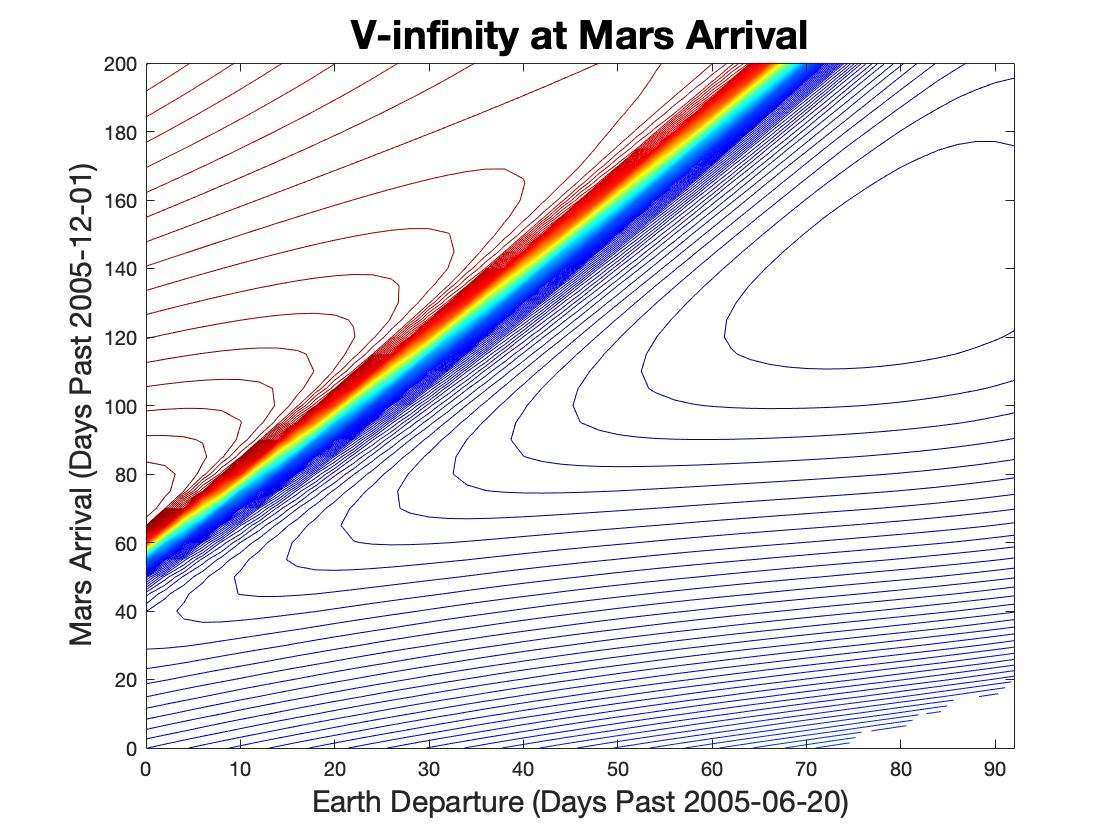 V-infinity at Mars Arrival
Mars Arrival (Days Past 2005-12-01)
200
180
160
140
120
100
80
60
40
20
0
0 10 20 30 40 50 60 70 80 90
Earth Departure (Days Past 2005-06-20)